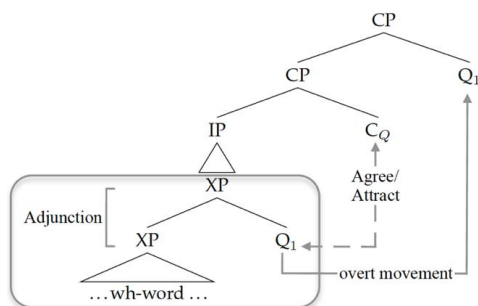 CP
CP Q1
IP CQ
Agree/
Attract
XP
Adjunction
XP Q1
overt movement
...wh-word ...